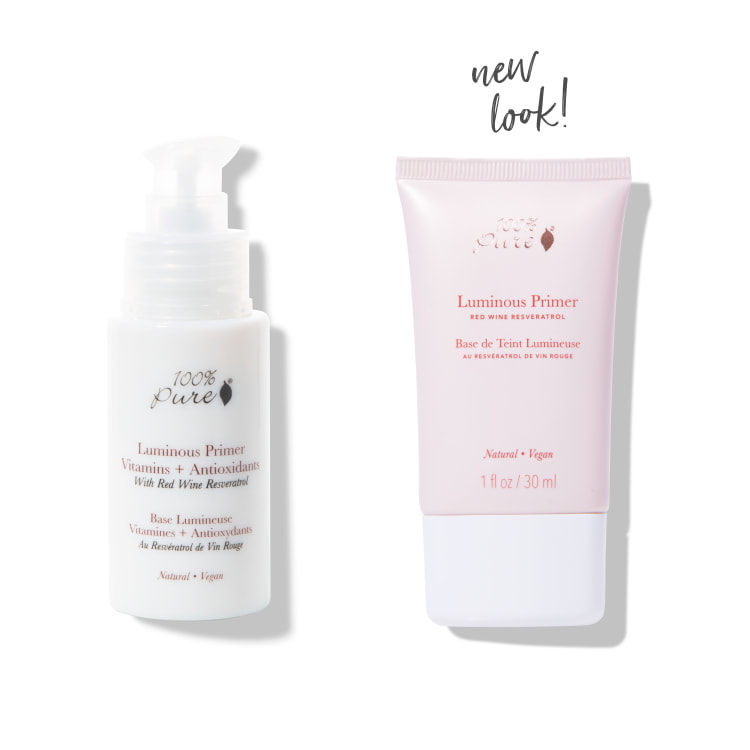 new
look!
100%
Pure®
Luminous Primer
Vitamins + Antioxidants
With Red Wine Resveratrol
Base Lumineuse
Vitamines + Antioxydants
Au Resvératrol de Vin Rouge
Natural • Vegan
100%
Pure®
Luminous Primer
RED WINE RESVERATROL
Base de Teint Lumineuse
AU RESVÉRATROL DE VIN ROUGE
Natural • Vegan
1 fl oz / 30 ml